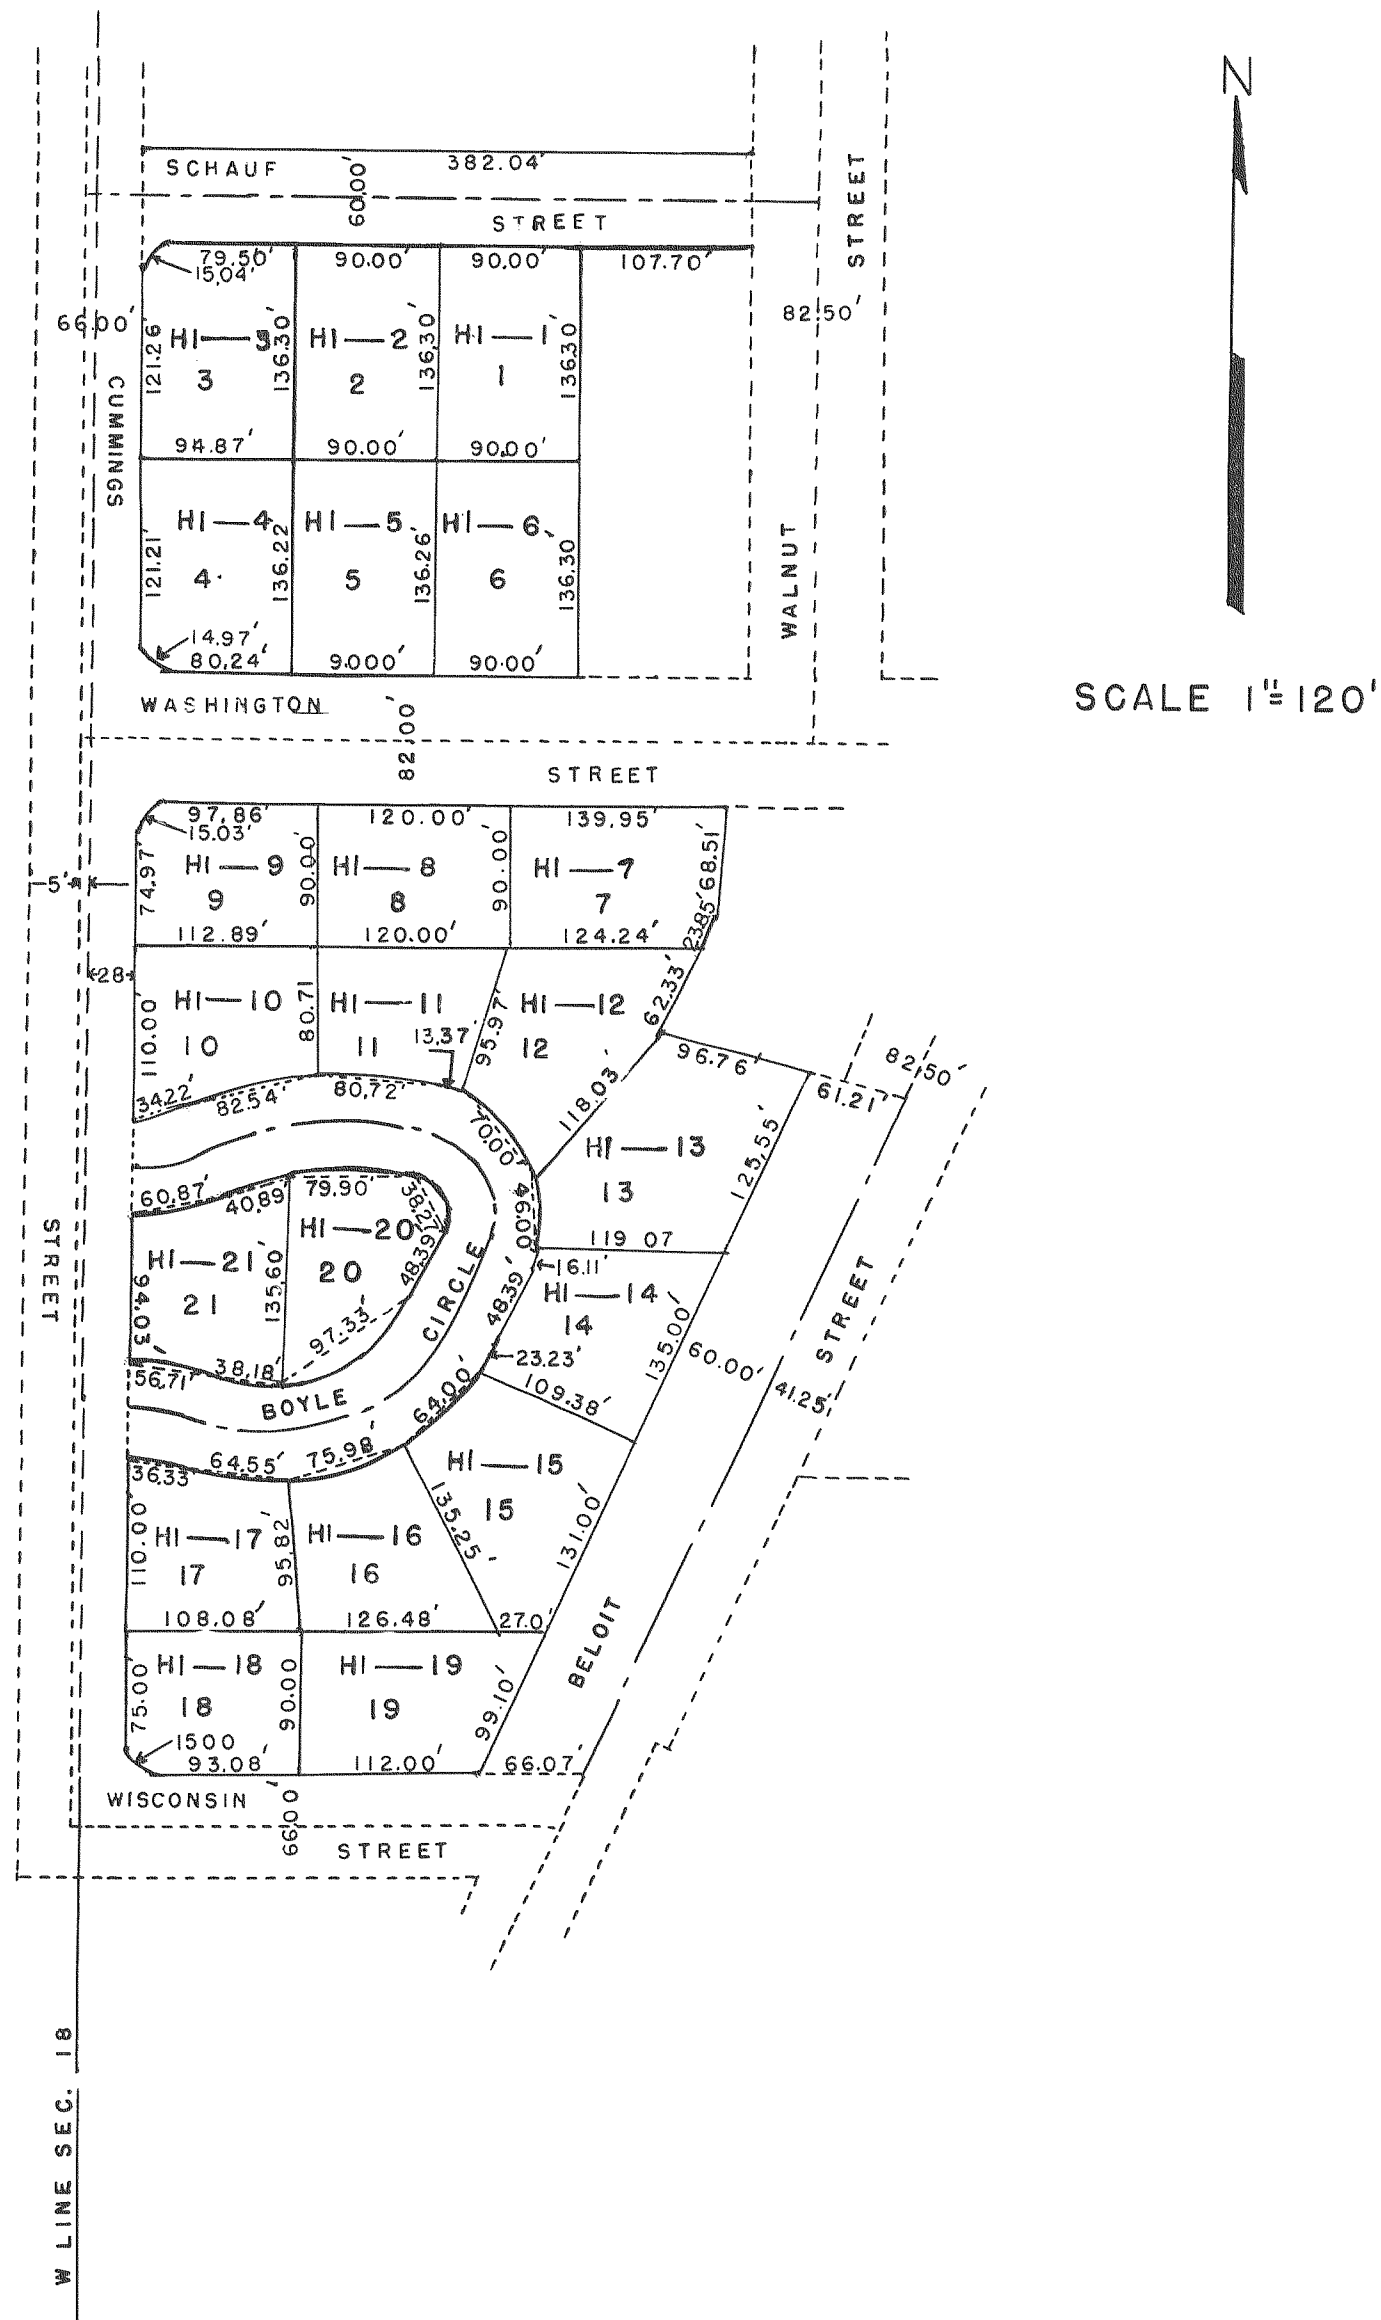 N
SCALE 1"=120'
SCHAUF
382.04'
60.00'
STREET
STREET
79.50'
15.04'
90.00'
90.00'
107.70'
66.00'
82.50'
121.26
HI—3
3
136.30'
HI—2
2
136.30'
HI—1
1
136.30'
CUMMINGS
94.87'
90.00'
90.00'
121.21'
HI—4
4
136.22
HI—5
5
136.26'
HI—6
6
136.30
WALNUT
14.97'
80.24'
9.000'
90.00'
WASHINGTON
82.00'
STREET
97.86'
15.03'
120.00'
139.95'
74.97'
HI—9
9
90.00'
HI—8
8
90.00'
HI—7
7
68.51'
5'
112.89'
120.00'
124.24'
23.85'
28
110.00'
HI—10
10
80.71
HI—11
11
13.37'
95.97'
HI—12
12
62.33'
34.22'
82.54'
80.72'
70.00'
118.03'
96.76'
61.21'
82.50'
HI—13
13
125.55'
46.00'
119 07
60.87'
40.89'
79.90'
38.27'
HI—20
20
48.39'
HI—21
21
135.60'
94.03'
97.33'
CIRCLE
16.11'
48.39'
HI—14
14
135.00'
23.23'
109.38'
60.00'
41.25'
STREET
STREET
56.71'
38.18'
BOYLE
64.00'
36.33
64.55'
75.98'
HI—15
15
135.25'
131.00'
110.00'
HI—17
17
95.82'
HI—16
16
108.08'
126.48'
27.0'
BELOIT
75.00'
HI—18
18
90.00
HI—19
19
99.10'
1500
93.08'
112.00'
66.07'
WISCONSIN
66.00'
STREET
W LINE SEC. 18